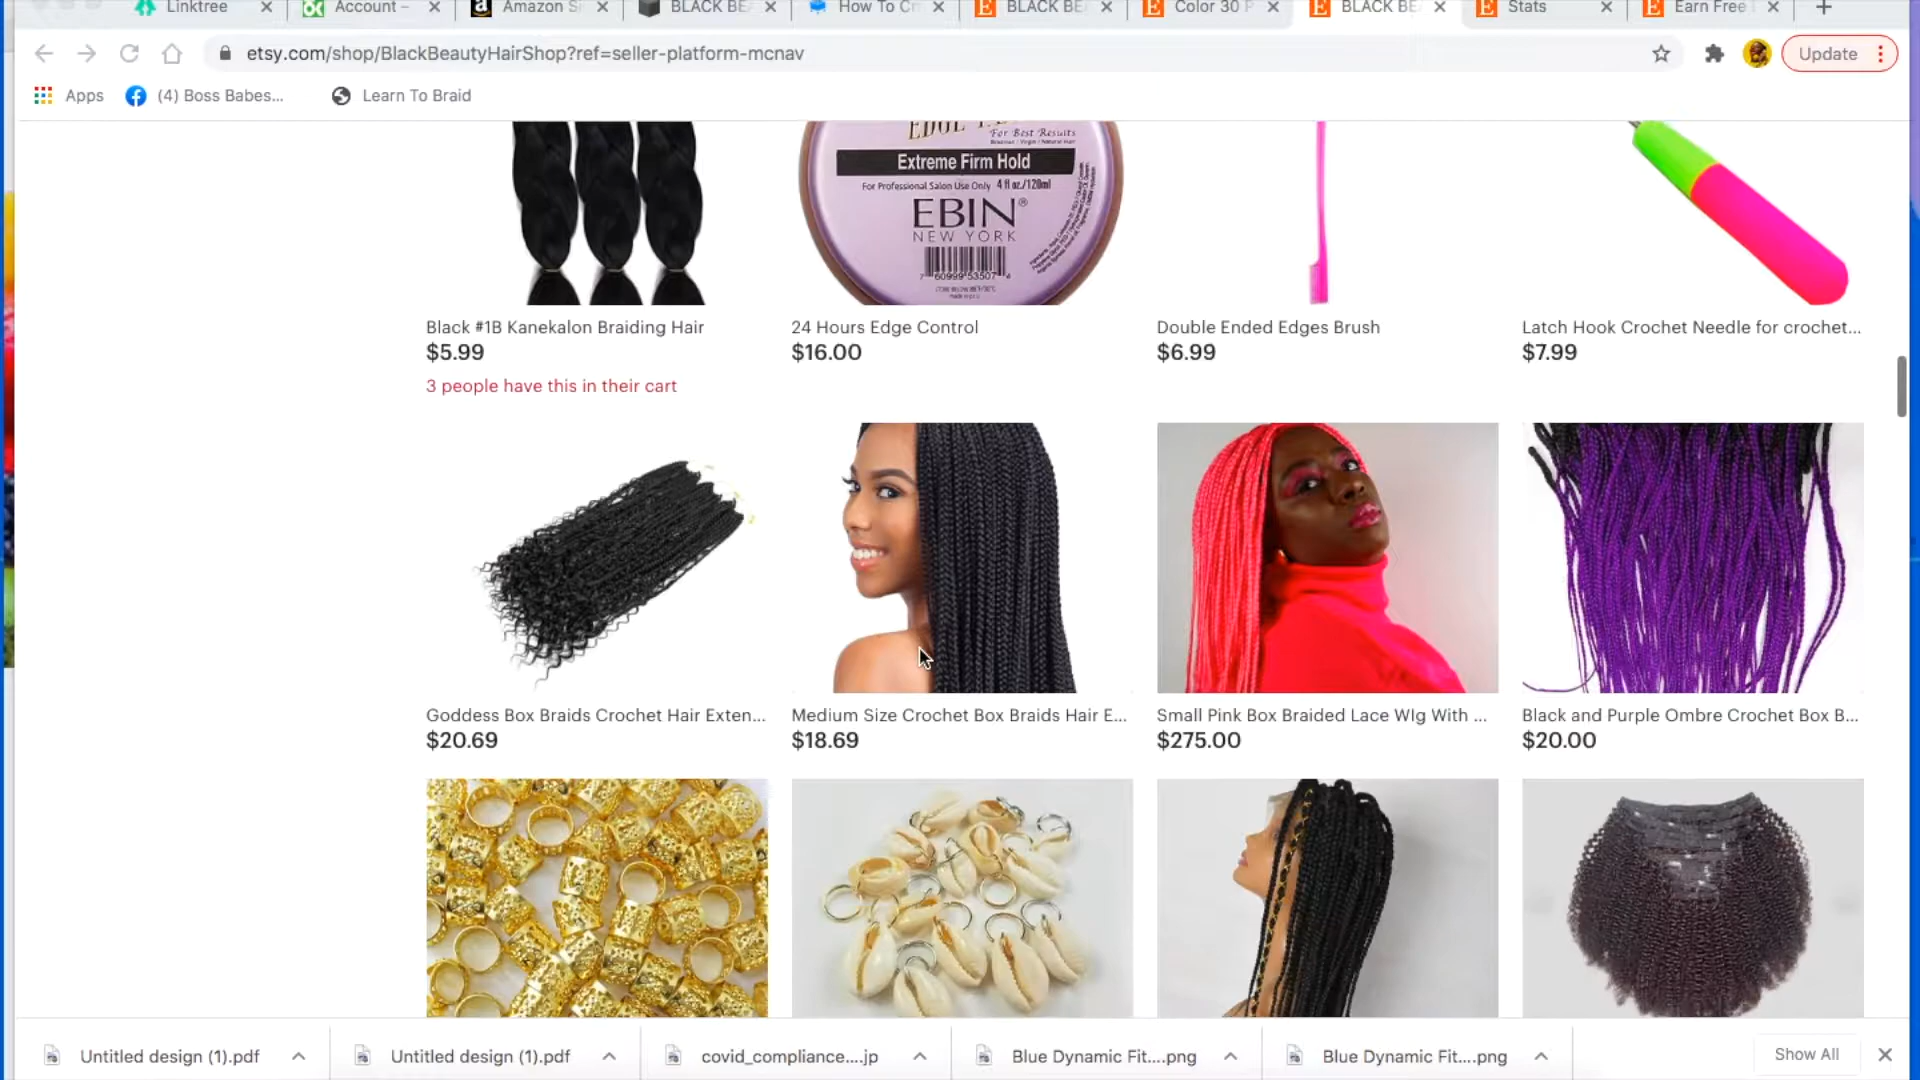 Linktree
Account –
Amazon S
BLACK BE
How To Cr
BLACK BE
Color 30 P
BLACK BE
Stats
Earn Free
etsy.com/shop/BlackBeautyHairShop?ref=seller-platform-mcnav
Update
Apps
(4) Boss Babes...
Learn To Braid
For Best Results
Extreme Firm Hold
For Professional Salon Use Only 4 fl oz./120ml
EBIN®
NEW YORK
7 60999 53507
Black #1B Kanekalon Braiding Hair
$5.99
3 people have this in their cart
24 Hours Edge Control
$16.00
Double Ended Edges Brush
$6.99
Latch Hook Crochet Needle for crochet...
$7.99
Goddess Box Braids Crochet Hair Exten...
$20.69
Medium Size Crochet Box Braids Hair E...
$18.69
Small Pink Box Braided Lace WIg With ...
$275.00
Black and Purple Ombre Crochet Box B...
$20.00
Untitled design (1).pdf
Untitled design (1).pdf
covid_compliance....jp
Blue Dynamic Fit....png
Blue Dynamic Fit....png
Show All